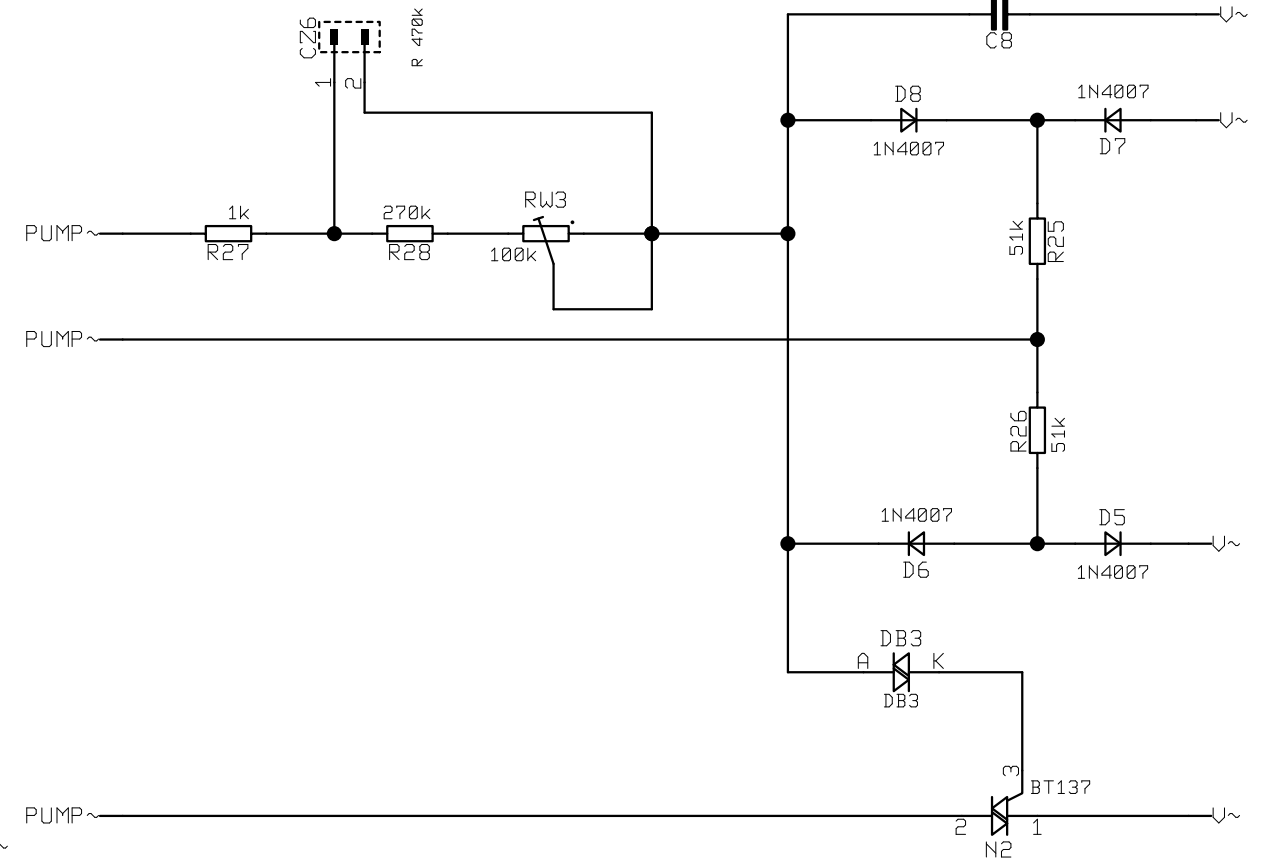 CZ6
R 470k
1
2
C8
V~
D8
1N4007
1N4007
D7
V~
PUMP~
1k
R27
270k
R28
RW3
100k
51k
R25
PUMP~
R26
51k
1N4007
D6
D5
1N4007
V~
DB3
A
K
DB3
3
BT137
PUMP~
2
1
N2
V~
~